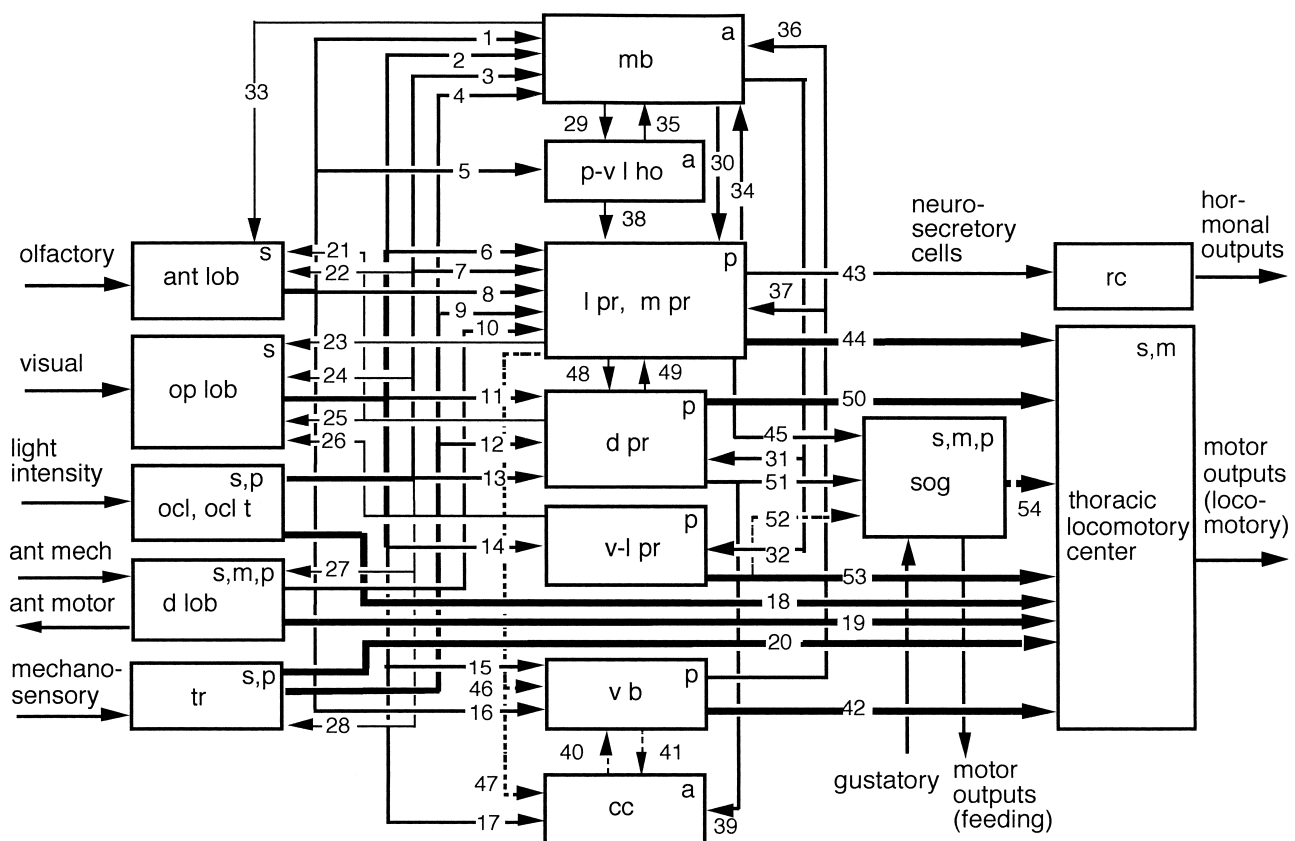 a
36
1
2
mb
3
33
4
29
35
5
p-v l ho
a
30
34
38
neuro-
secretory
cells
hor-
monal
outputs
olfactory
s
21
6
p
ant lob
22
7
43
rc
8
l pr, m pr
37
9
10
visual
s
23
44
s,m
op lob
24
48
49
11
p
50
25
light
intensity
26
12
d pr
45
s,m,p
31
motor
outputs
(loco-
motory)
s,p
13
51
sog
54
thoracic
locomotory
center
ocl, ocl t
p
52
14
v-l pr
32
ant mech
s,m,p
27
53
ant motor
d lob
18
19
20
mechano-
sensory
s,p
15
p
tr
46
v b
16
42
28
40
41
47
a
gustatory
motor
outputs
(feeding)
cc
17
39